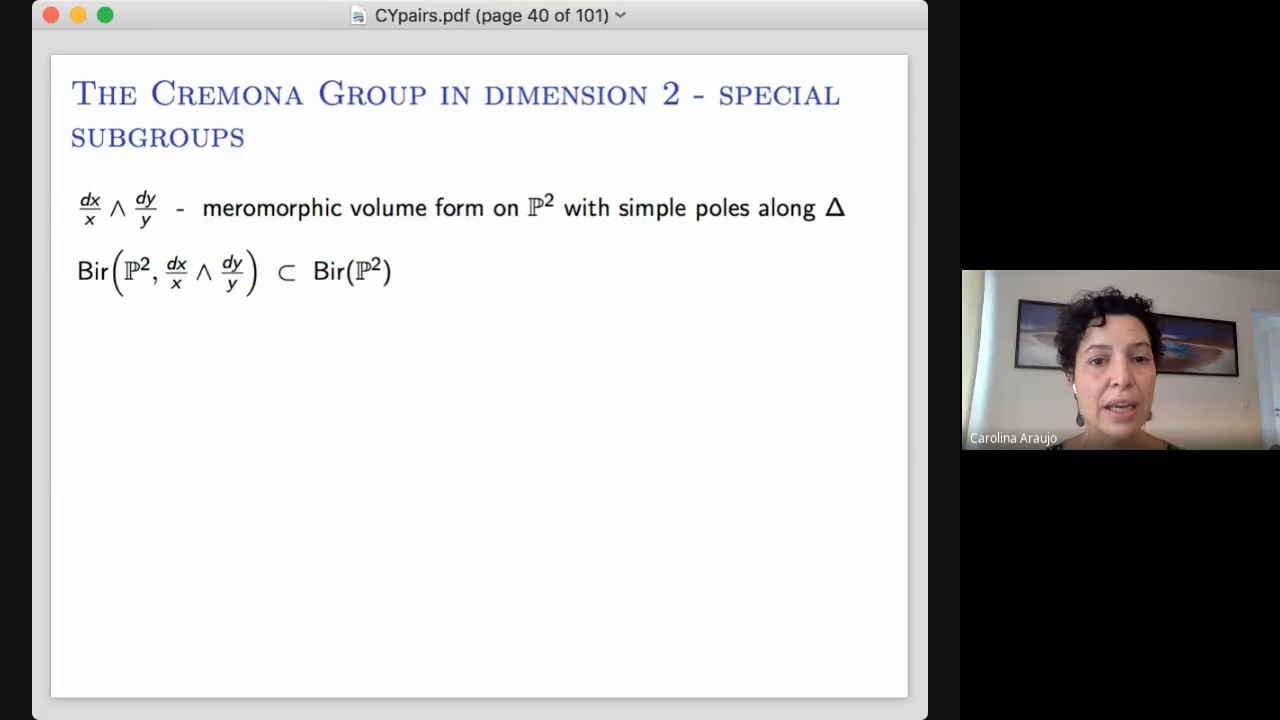 CYpairs.pdf (page 40 of 101)
The Cremona Group in dimension 2 - special
subgroups
dx/x ∧ dy/y - meromorphic volume form on ℙ² with simple poles along Δ
Bir(ℙ², dx/x ∧ dy/y) ⊂ Bir(ℙ²)
Carolina Araujo